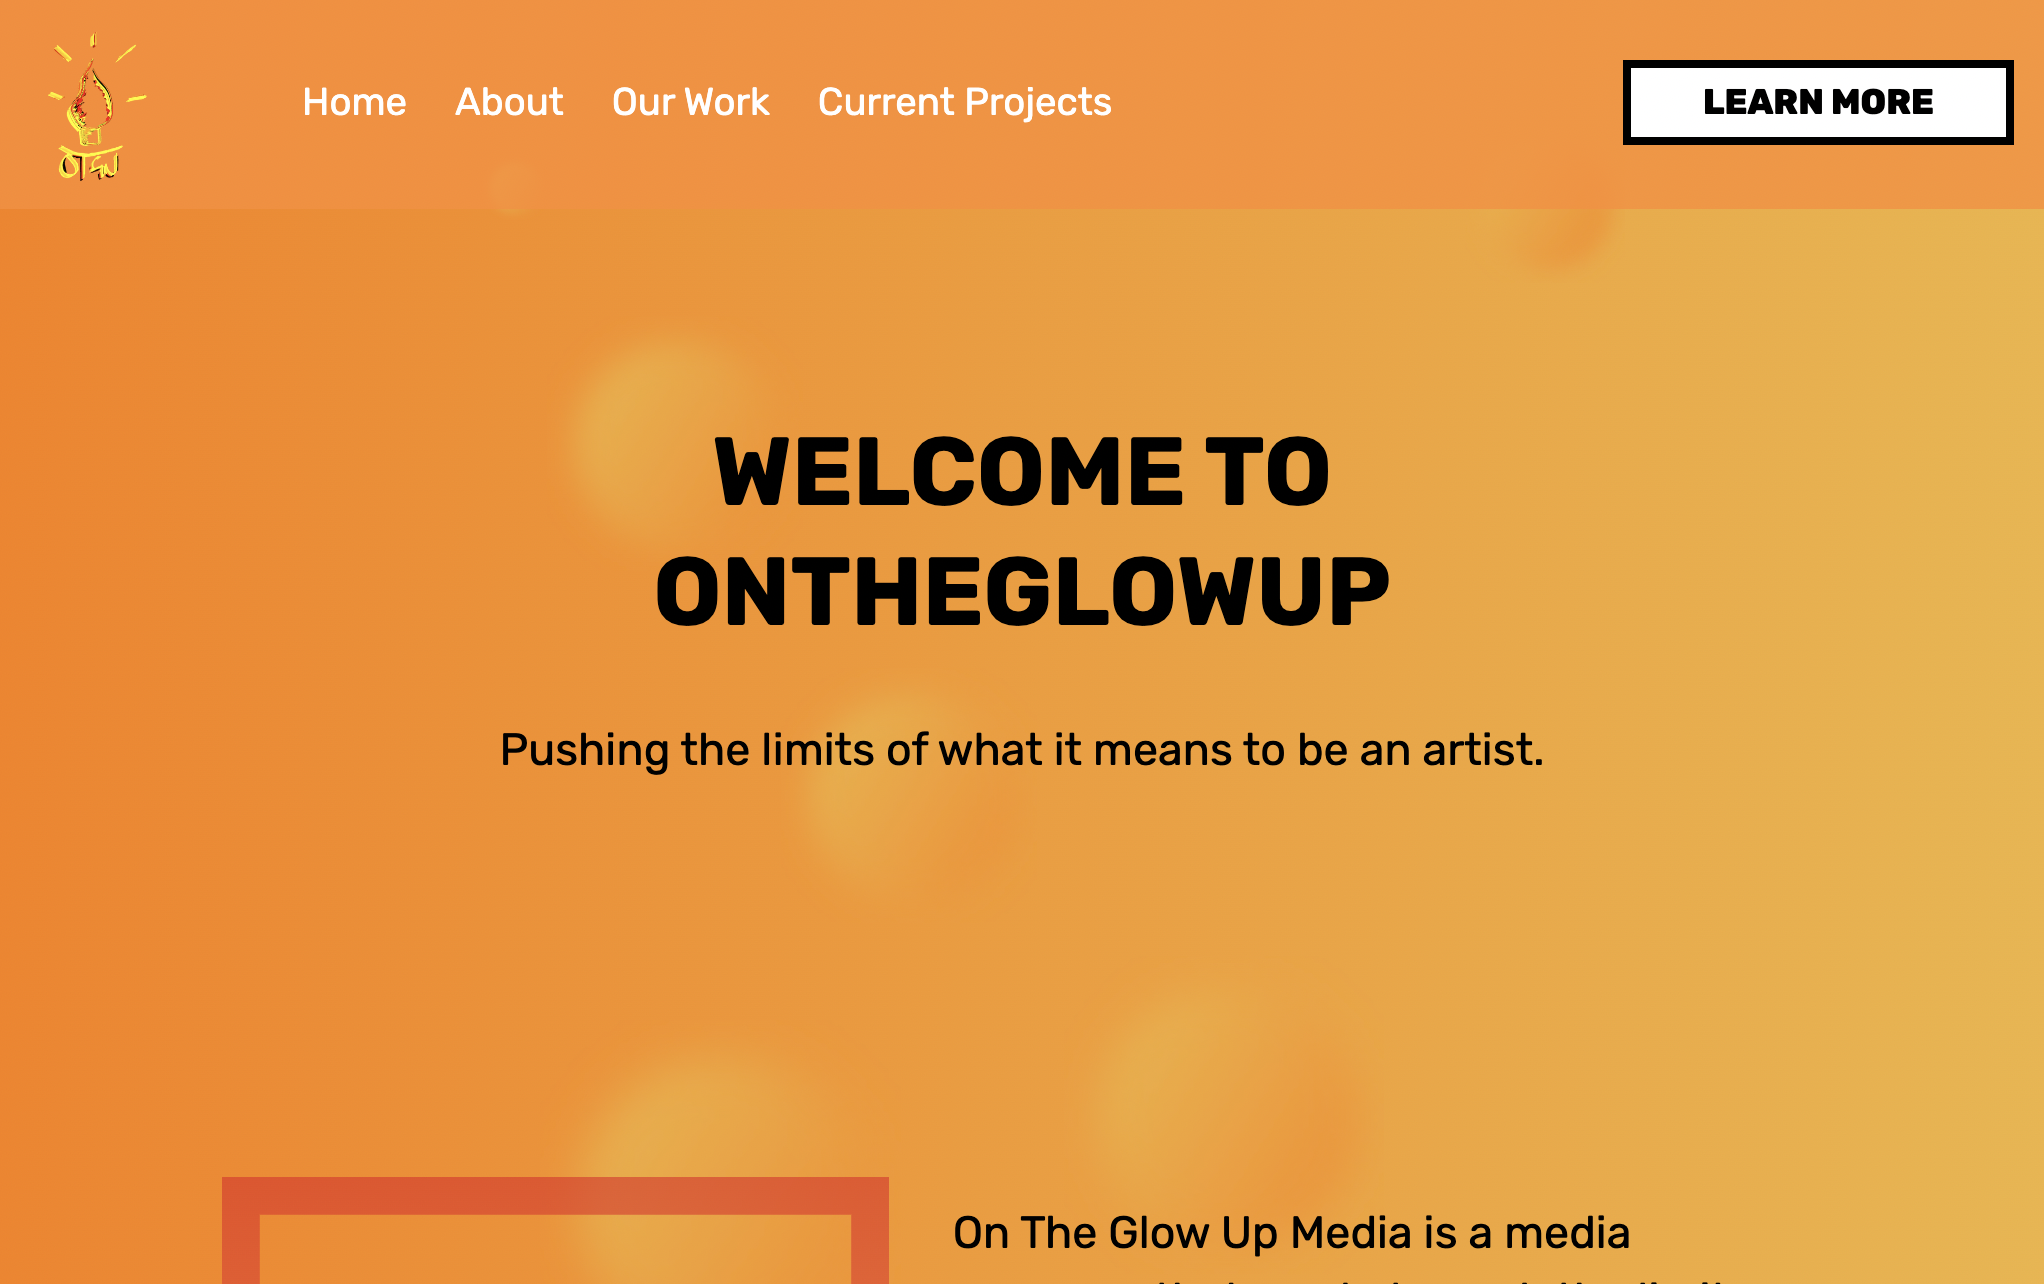 Home About Our Work Current Projects LEARN MORE
WELCOME TO
ONTHEGLOWUP
Pushing the limits of what it means to be an artist.
On The Glow Up Media is a media